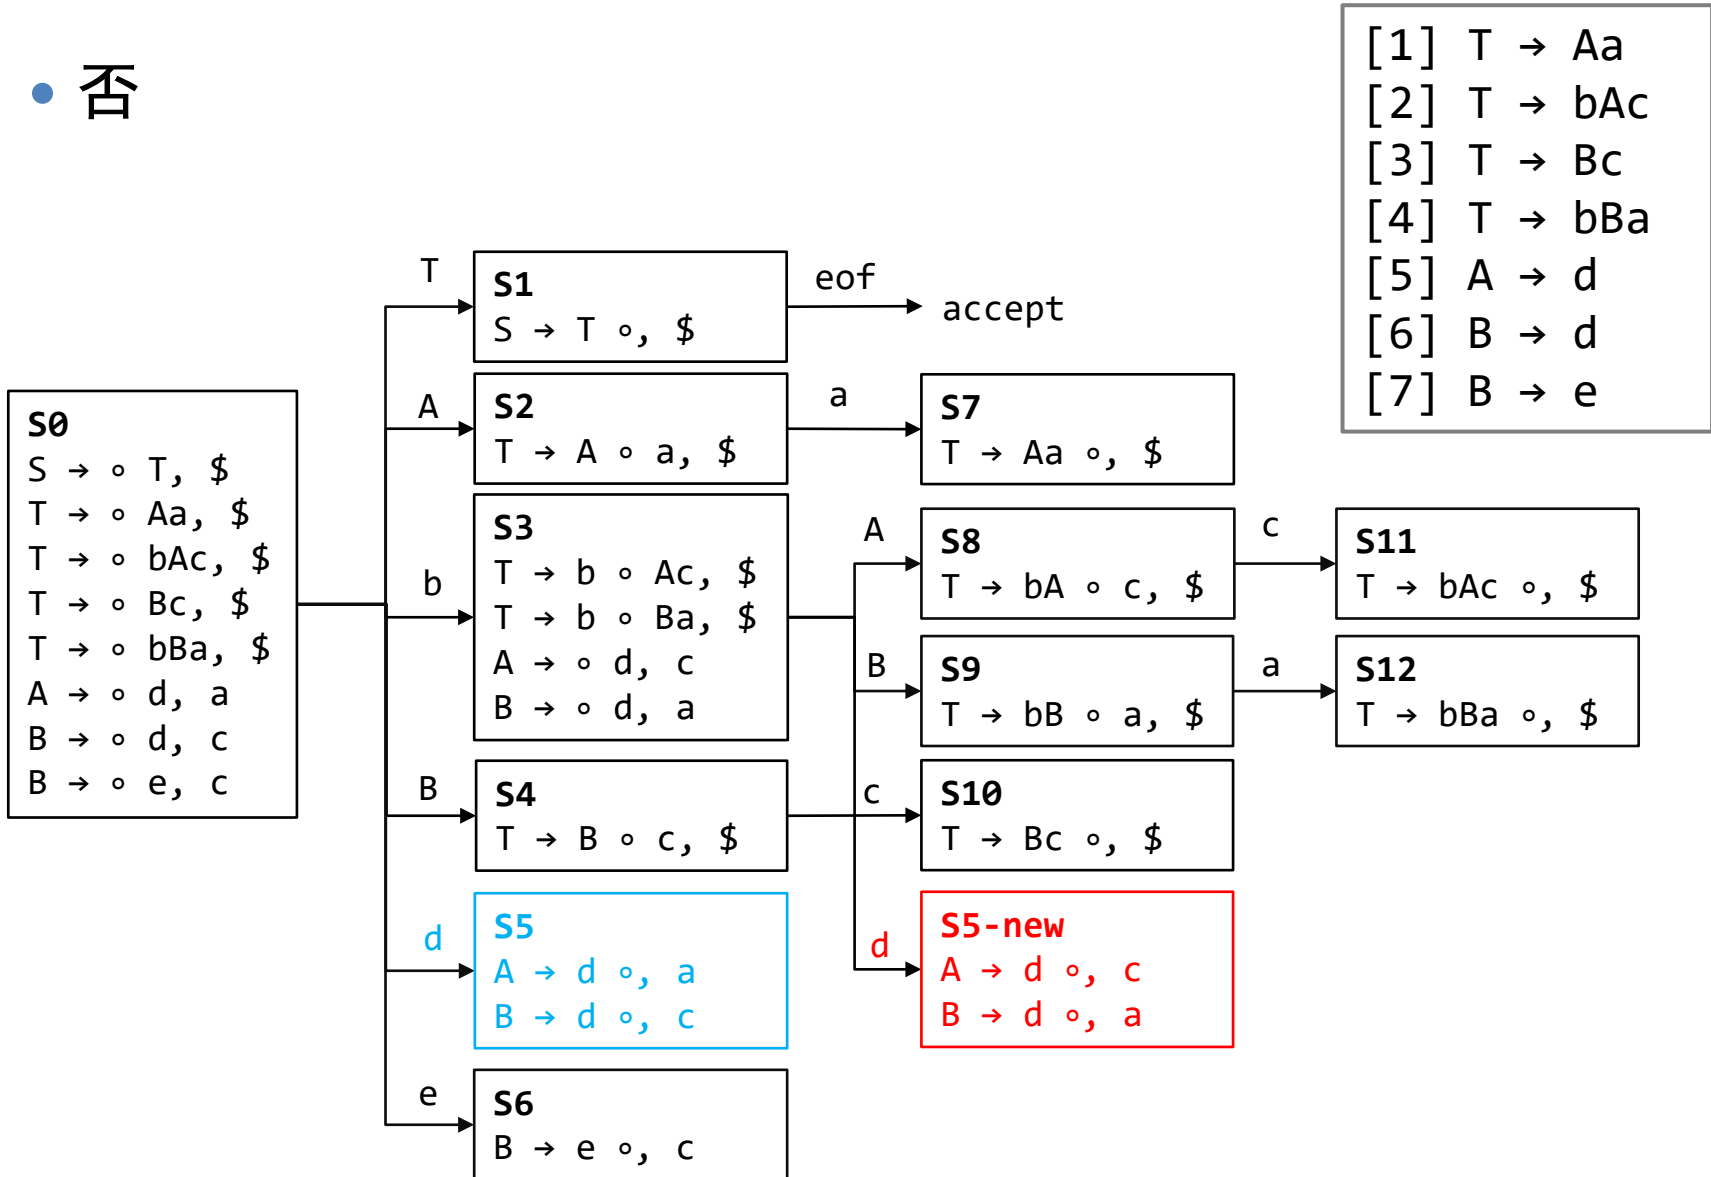 • 否
[1] T → Aa
[2] T → bAc
[3] T → Bc
[4] T → bBa
[5] A → d
[6] B → d
[7] B → e
S0
S → ∘ T, $
T → ∘ Aa, $
T → ∘ bAc, $
T → ∘ Bc, $
T → ∘ bBa, $
A → ∘ d, a
B → ∘ d, c
B → ∘ e, c
T
S1
S → T ∘, $
eof
accept
A
S2
T → A ∘ a, $
a
S7
T → Aa ∘, $
b
S3
T → b ∘ Ac, $
T → b ∘ Ba, $
A → ∘ d, c
B → ∘ d, a
A
S8
T → bA ∘ c, $
c
S11
T → bAc ∘, $
B
S9
T → bB ∘ a, $
a
S12
T → bBa ∘, $
B
S4
T → B ∘ c, $
c
S10
T → Bc ∘, $
d
S5
A → d ∘, a
B → d ∘, c
d
S5-new
A → d ∘, c
B → d ∘, a
e
S6
B → e ∘, c